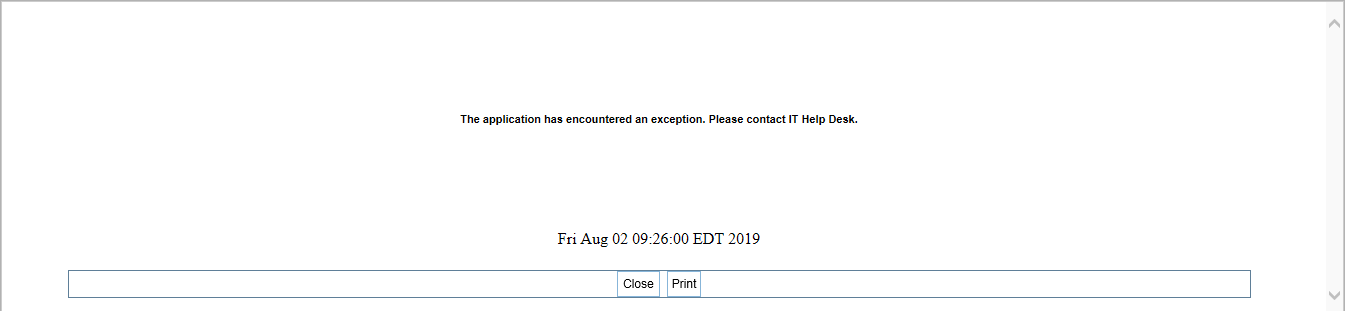 The application has encountered an exception. Please contact IT Help Desk.
Fri Aug 02 09:26:00 EDT 2019
Close Print